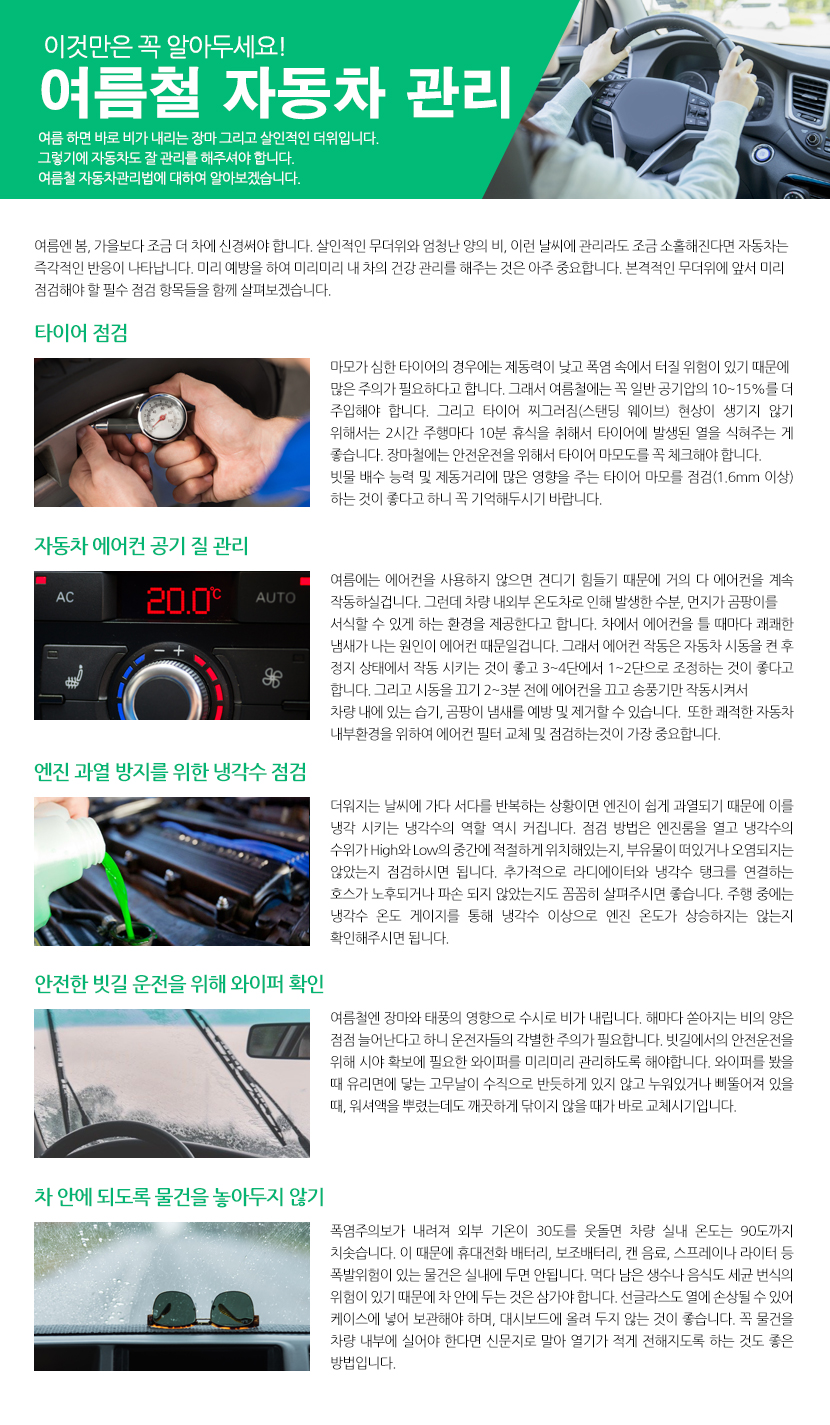 이것만은 꼭 알아두세요!
여름철 자동차 관리
여름 하면 바로 비가 내리는 장마 그리고 살인적인 더위입니다.
그렇기에 자동차도 잘 관리를 해주셔야 합니다.
여름철 자동차관리법에 대하여 알아보겠습니다.
여름엔 봄, 가을보다 조금 더 차에 신경써야 합니다. 살인적인 무더위와 엄청난 양의 비, 이런 날씨에 관리라도 조금 소홀해진다면 자동차는
즉각적인 반응이 나타납니다. 미리 예방을 하여 미리미리 내 차의 건강 관리를 해주는 것은 아주 중요합니다. 본격적인 무더위에 앞서 미리
점검해야 할 필수 점검 항목들을 함께 살펴보겠습니다.
타이어 점검
마모가 심한 타이어의 경우에는 제동력이 낮고 폭염 속에서 터질 위험이 있기 때문에
많은 주의가 필요하다고 합니다. 그래서 여름철에는 꼭 일반 공기압의 10~15%를 더
주입해야 합니다. 그리고 타이어 찌그러짐(스탠딩 웨이브) 현상이 생기지 않기
위해서는 2시간 주행마다 10분 휴식을 취해서 타이어에 발생된 열을 식혀주는 게
좋습니다. 장마철에는 안전운전을 위해서 타이어 마모도를 꼭 체크해야 합니다.
빗물 배수 능력 및 제동거리에 많은 영향을 주는 타이어 마모를 점검(1.6mm 이상)
하는 것이 좋다고 하니 꼭 기억해두시기 바랍니다.
자동차 에어컨 공기 질 관리
AC
20.0℃
AUTO
여름에는 에어컨을 사용하지 않으면 견디기 힘들기 때문에 거의 다 에어컨을 계속
작동하실겁니다. 그런데 차량 내외부 온도차로 인해 발생한 수분, 먼지가 곰팡이를
서식할 수 있게 하는 환경을 제공한다고 합니다. 차에서 에어컨을 틀 때마다 쾌쾌한
냄새가 나는 원인이 에어컨 때문일겁니다. 그래서 에어컨 작동은 자동차 시동을 켠 후
정지 상태에서 작동 시키는 것이 좋고 3~4단에서 1~2단으로 조정하는 것이 좋다고
합니다. 그리고 시동을 끄기 2~3분 전에 에어컨을 끄고 송풍기만 작동시켜서
차량 내에 있는 습기, 곰팡이 냄새를 예방 및 제거할 수 있습니다. 또한 쾌적한 자동차
내부환경을 위하여 에어컨 필터 교체 및 점검하는것이 가장 중요합니다.
엔진 과열 방지를 위한 냉각수 점검
더워지는 날씨에 가다 서다를 반복하는 상황이면 엔진이 쉽게 과열되기 때문에 이를
냉각 시키는 냉각수의 역할 역시 커집니다. 점검 방법은 엔진룸을 열고 냉각수의
수위가 High와 Low의 중간에 적절하게 위치해있는지, 부유물이 떠있거나 오염되지는
않았는지 점검하시면 됩니다. 추가적으로 라디에이터와 냉각수 탱크를 연결하는
호스가 노후되거나 파손 되지 않았는지도 꼼꼼히 살펴주시면 좋습니다. 주행 중에는
냉각수 온도 게이지를 통해 냉각수 이상으로 엔진 온도가 상승하지는 않는지
확인해주시면 됩니다.
안전한 빗길 운전을 위해 와이퍼 확인
여름철엔 장마와 태풍의 영향으로 수시로 비가 내립니다. 해마다 쏟아지는 비의 양은
점점 늘어난다고 하니 운전자들의 각별한 주의가 필요합니다. 빗길에서의 안전운전을
위해 시야 확보에 필요한 와이퍼를 미리미리 관리하도록 해야합니다. 와이퍼를 봤을
때 유리면에 닿는 고무날이 수직으로 반듯하게 있지 않고 누워있거나 삐뚤어져 있을
때, 워셔액을 뿌렸는데도 깨끗하게 닦이지 않을 때가 바로 교체시기입니다.
차 안에 되도록 물건을 놓아두지 않기
폭염주의보가 내려져 외부 기온이 30도를 웃돌면 차량 실내 온도는 90도까지
치솟습니다. 이 때문에 휴대전화 배터리, 보조배터리, 캔 음료, 스프레이나 라이터 등
폭발위험이 있는 물건은 실내에 두면 안됩니다. 먹다 남은 생수나 음식도 세균 번식의
위험이 있기 때문에 차 안에 두는 것은 삼가야 합니다. 선글라스도 열에 손상될 수 있어
케이스에 넣어 보관해야 하며, 대시보드에 올려 두지 않는 것이 좋습니다. 꼭 물건을
차량 내부에 실어야 한다면 신문지로 말아 열기가 적게 전해지도록 하는 것도 좋은
방법입니다.